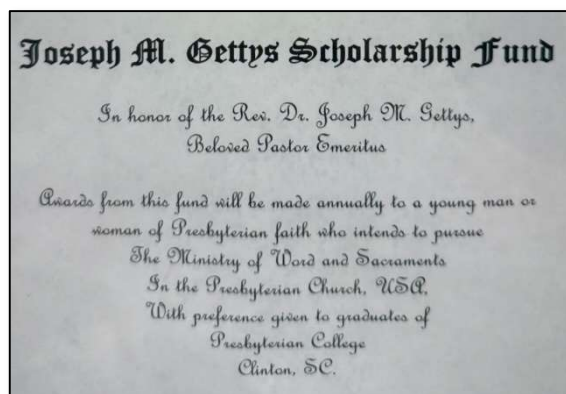 Joseph M. Gettys Scholarship Fund
In honor of the Rev. Dr. Joseph M. Gettys,
Beloved Pastor Emeritus
Awards from this fund will be made annually to a young man or
woman of Presbyterian faith who intends to pursue
The Ministry of Word and Sacraments
In the Presbyterian Church, USA,
With preference given to graduates of
Presbyterian College
Clinton, SC.